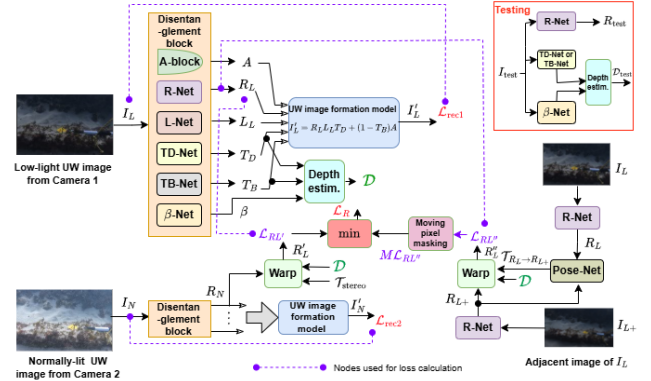 Disentan
-glement
block
A-block
R-Net
L-Net
TD-Net
TB-Net
β-Net
A
R_L
L_L
T_D
T_B
β
I_L
Low-light UW image
from Camera 1
UW image formation model
I'_L = R_L L_L T_D + (1 − T_B)A
I'_L
ℒ_rec1
Depth
estim.
𝒟
ℒ_R
ℒ_RL'
min
Moving
pixel
masking
Mℒ_RL''
ℒ_RL''
R'_L
Warp
𝒟
𝒯_stereo
I_N
Disentan
-glement
block
R_N
UW image
formation
model
I'_N
ℒ_rec2
Normally-lit UW
image from Camera 2
Nodes used for loss calculation
Testing
R-Net
R_test
I_test
TD-Net or
TB-Net
Depth
estim.
𝒟_test
β-Net
I_L
R-Net
R_L
Pose-Net
𝒯_{R_L→R_{L+}}
R''_L
Warp
𝒟
R_L+
R-Net
I_L+
Adjacent image of I_L